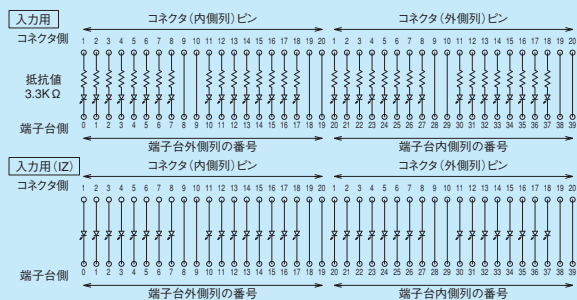 入力用
コネクタ(内側列)ピン コネクタ(外側列)ピン
コネクタ側 1 2 3 4 5 6 7 8 9 10 11 12 13 14 15 16 17 18 19 20 1 2 3 4 5 6 7 8 9 10 11 12 13 14 15 16 17 18 19 20
抵抗値
3.3KΩ
端子台側 0 1 2 3 4 5 6 7 8 9 10 11 12 13 14 15 16 17 18 19 20 21 22 23 24 25 26 27 28 29 30 31 32 33 34 35 36 37 38 39
端子台外側列の番号 端子台内側列の番号
入力用(IZ)
コネクタ(内側列)ピン コネクタ(外側列)ピン
コネクタ側 1 2 3 4 5 6 7 8 9 10 11 12 13 14 15 16 17 18 19 20 1 2 3 4 5 6 7 8 9 10 11 12 13 14 15 16 17 18 19 20
端子台側 0 1 2 3 4 5 6 7 8 9 10 11 12 13 14 15 16 17 18 19 20 21 22 23 24 25 26 27 28 29 30 31 32 33 34 35 36 37 38 39
端子台外側列の番号 端子台内側列の番号